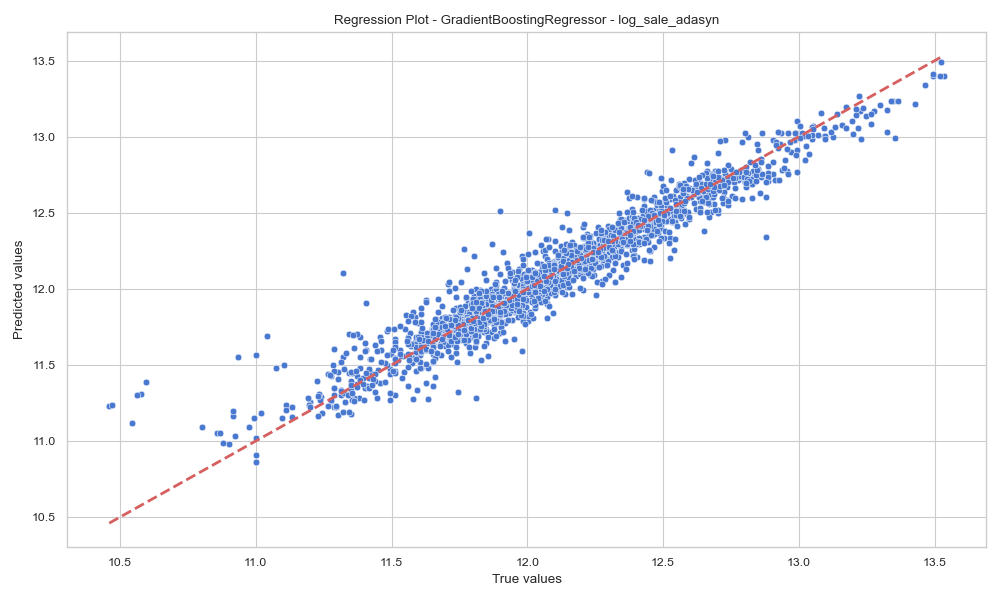 Regression Plot - GradientBoostingRegressor - log_sale_adasyn
Predicted values
13.5
13.0
12.5
12.0
11.5
11.0
10.5
10.5 11.0 11.5 12.0 12.5 13.0 13.5
True values